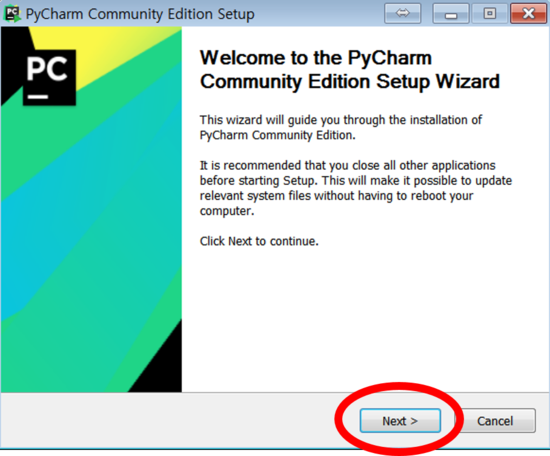 PyCharm Community Edition Setup
PC
Welcome to the PyCharm
Community Edition Setup Wizard
This wizard will guide you through the installation of
PyCharm Community Edition.
It is recommended that you close all other applications
before starting Setup. This will make it possible to update
relevant system files without having to reboot your
computer.
Click Next to continue.
Next >
Cancel